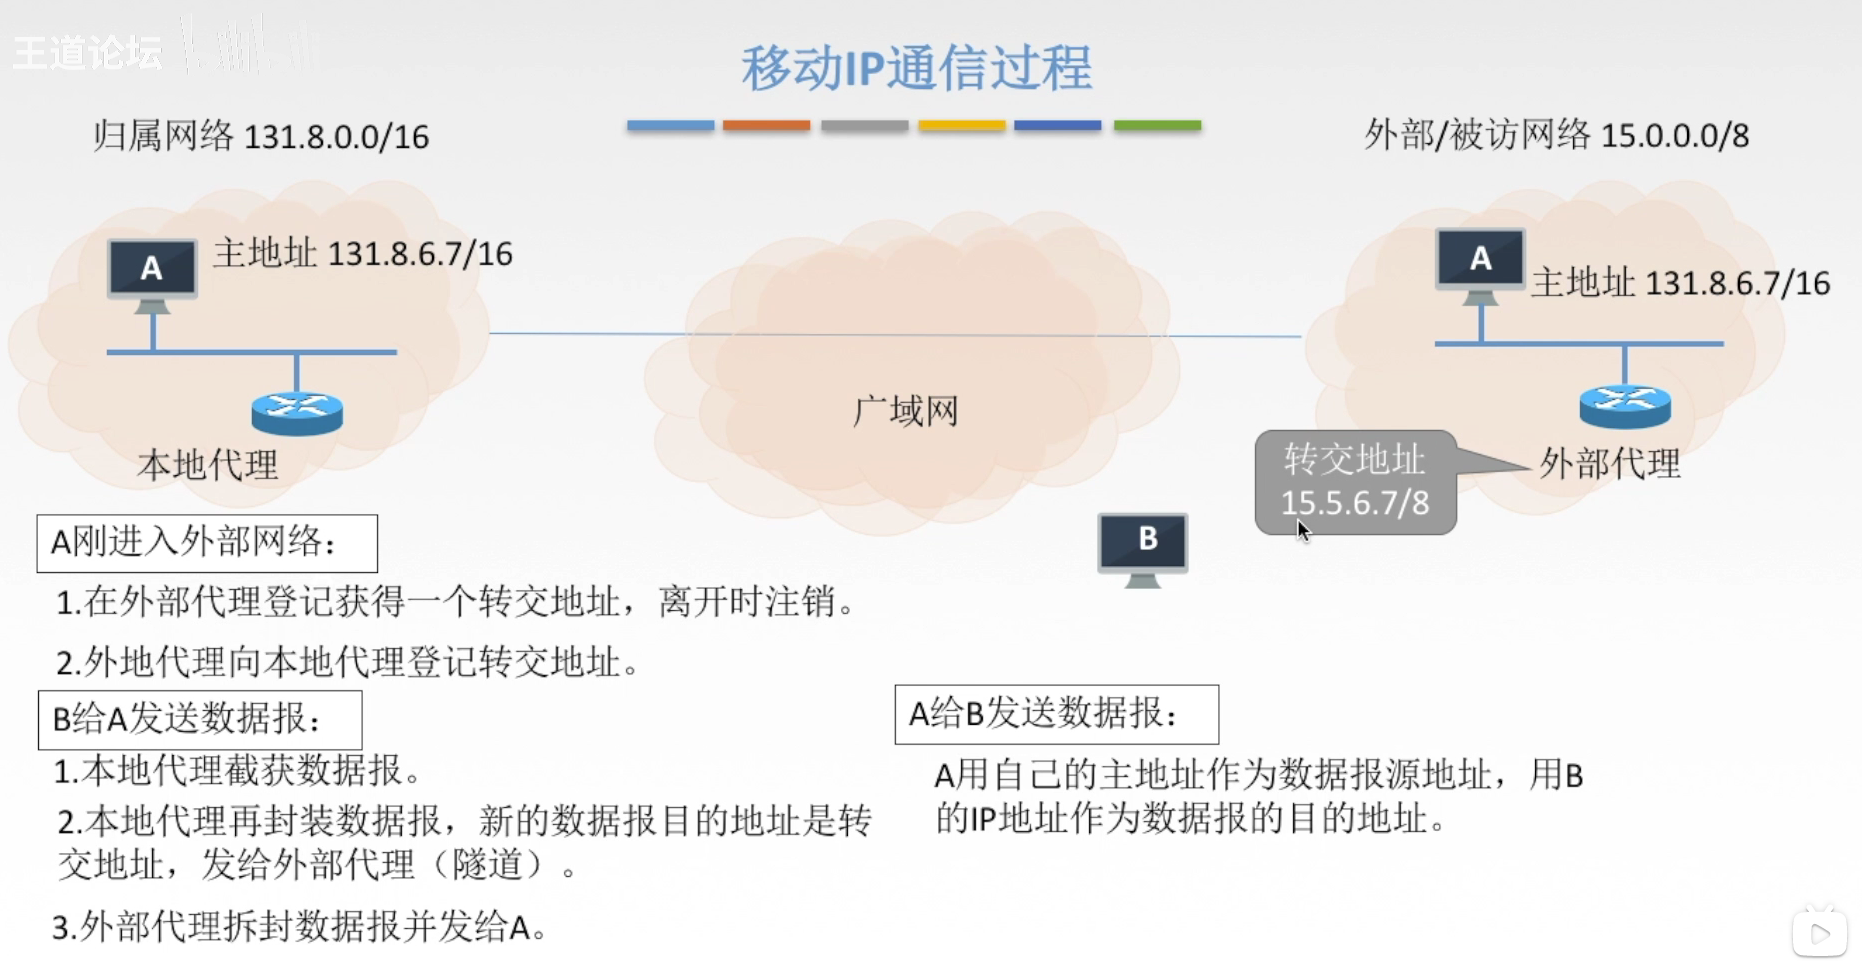 王道论坛
移动IP通信过程
归属网络 131.8.0.0/16
外部/被访网络 15.0.0.0/8
A
主地址 131.8.6.7/16
A
主地址 131.8.6.7/16
广域网
本地代理
转交地址
15.5.6.7/8
外部代理
B
A刚进入外部网络：
1.在外部代理登记获得一个转交地址，离开时注销。
2.外地代理向本地代理登记转交地址。
B给A发送数据报：
1.本地代理截获数据报。
2.本地代理再封装数据报，新的数据报目的地址是转
交地址，发给外部代理（隧道）。
3.外部代理拆封数据报并发给A。
A给B发送数据报：
A用自己的主地址作为数据报源地址，用B
的IP地址作为数据报的目的地址。